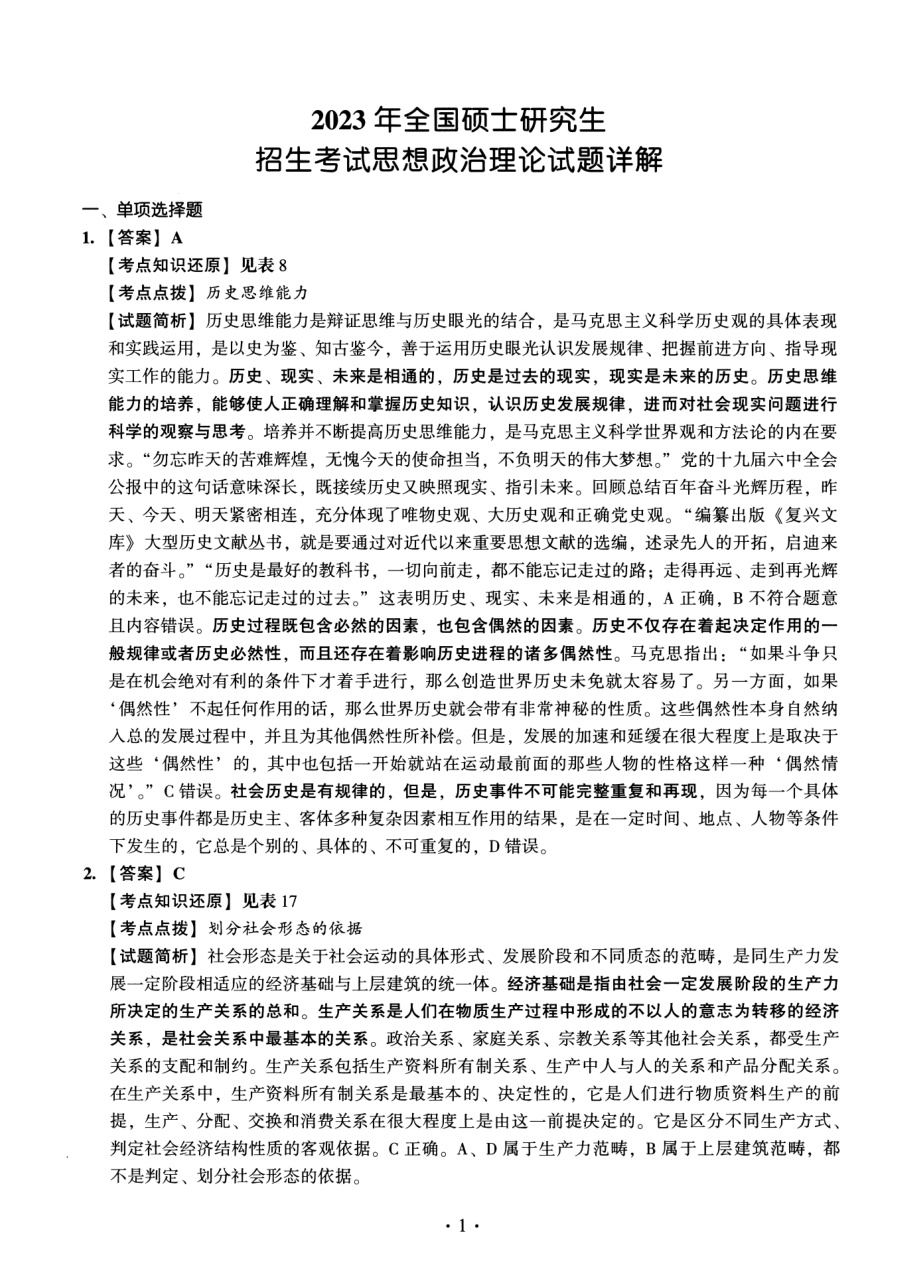 2023 年全国硕士研究生
招生考试思想政治理论试题详解
一、单项选择题
1. 【答案】A
【考点知识还原】见表 8
【考点点拨】历史思维能力
【试题简析】历史思维能力是辩证思维与历史眼光的结合，是马克思主义科学历史观的具体表现
和实践运用，是以史为鉴、知古鉴今，善于运用历史眼光认识发展规律、把握前进方向、指导现
实工作的能力。历史、现实、未来是相通的，历史是过去的现实，现实是未来的历史。历史思维
能力的培养，能够使人正确理解和掌握历史知识，认识历史发展规律，进而对社会现实问题进行
科学的观察与思考。培养并不断提高历史思维能力，是马克思主义科学世界观和方法论的内在要
求。“勿忘昨天的苦难辉煌，无愧今天的使命担当，不负明天的伟大梦想。”党的十九届六中全会
公报中的这句话意味深长，既接续历史又映照现实、指引未来。回顾总结百年奋斗光辉历程，昨
天、今天、明天紧密相连，充分体现了唯物史观、大历史观和正确党史观。“编纂出版《复兴文
库》大型历史文献丛书，就是要通过对近代以来重要思想文献的选编，述录先人的开拓，启迪来
者的奋斗。”“历史是最好的教科书，一切向前走，都不能忘记走过的路；走得再远、走到再光辉
的未来，也不能忘记走过的过去。”这表明历史、现实、未来是相通的，A 正确，B 不符合题意
且内容错误。历史过程既包含必然的因素，也包含偶然的因素。历史不仅存在着起决定作用的一
般规律或者历史必然性，而且还存在着影响历史进程的诸多偶然性。马克思指出：“如果斗争只
是在机会绝对有利的条件下才着手进行，那么创造世界历史未免就太容易了。另一方面，如果
‘偶然性’不起任何作用的话，那么世界历史就会带有非常神秘的性质。这些偶然性本身自然纳
入总的发展过程中，并且为其他偶然性所补偿。但是，发展的加速和延缓在很大程度上是取决于
这些‘偶然性’的，其中也包括一开始就站在运动最前面的那些人物的性格这样一种‘偶然情
况’。”C 错误。社会历史是有规律的，但是，历史事件不可能完整重复和再现，因为每一个具体
的历史事件都是历史主、客体多种复杂因素相互作用的结果，是在一定时间、地点、人物等条件
下发生的，它总是个别的、具体的、不可重复的，D 错误。
2. 【答案】C
【考点知识还原】见表 17
【考点点拨】划分社会形态的依据
【试题简析】社会形态是关于社会运动的具体形式、发展阶段和不同质态的范畴，是同生产力发
展一定阶段相适应的经济基础与上层建筑的统一体。经济基础是指由社会一定发展阶段的生产力
所决定的生产关系的总和。生产关系是人们在物质生产过程中形成的不以人的意志为转移的经济
关系，是社会关系中最基本的关系。政治关系、家庭关系、宗教关系等其他社会关系，都受生产
关系的支配和制约。生产关系包括生产资料所有制关系、生产中人与人的关系和产品分配关系。
在生产关系中，生产资料所有制关系是最基本的、决定性的，它是人们进行物质资料生产的前
提，生产、分配、交换和消费关系在很大程度上是由这一前提决定的。它是区分不同生产方式、
判定社会经济结构性质的客观依据。C 正确。A、D 属于生产力范畴，B 属于上层建筑范畴，都
不是判定、划分社会形态的依据。
· 1 ·